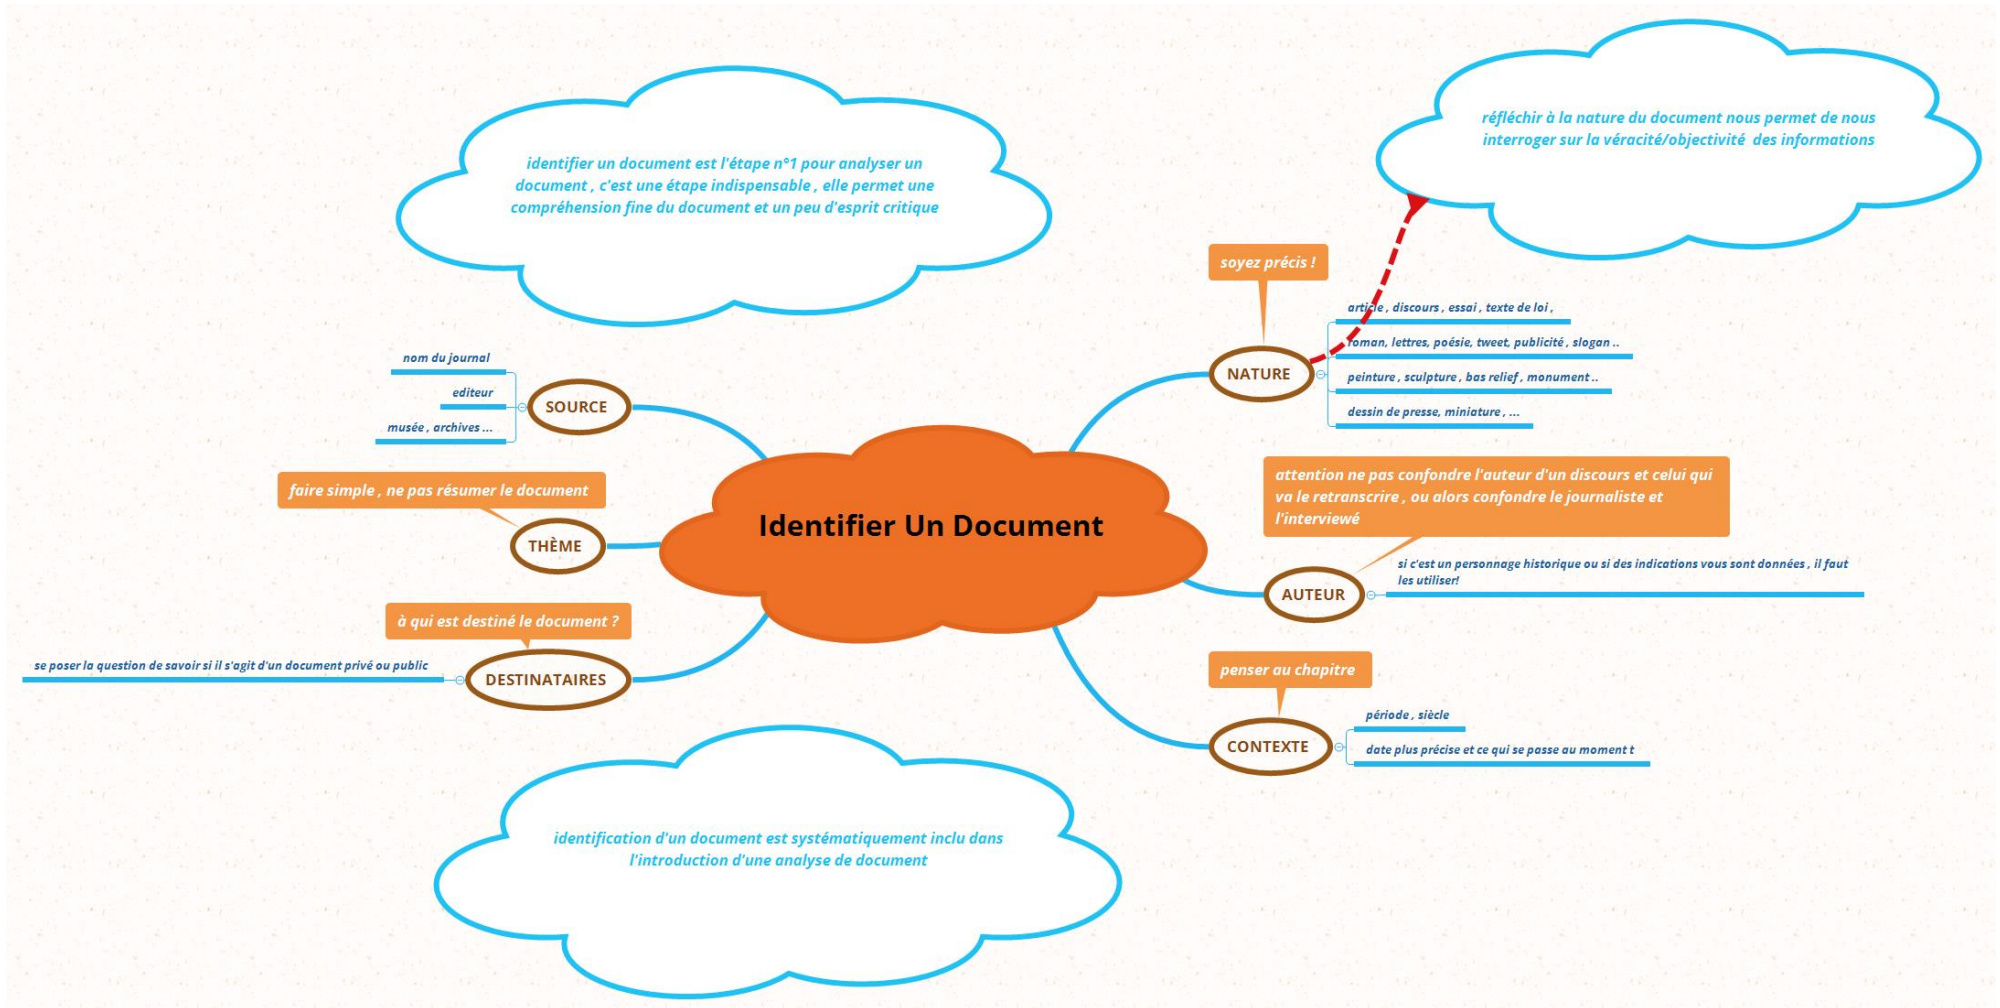 identifier un document est l'étape n°1 pour analyser un
document , c'est une étape indispensable , elle permet une
compréhension fine du document et un peu d'esprit critique
réfléchir à la nature du document nous permet de nous
interroger sur la véracité/objectivité  des informations
soyez précis !
NATURE
article , discours , essai , texte de loi ,
roman, lettres, poésie, tweet, publicité , slogan ..
peinture , sculpture , bas relief , monument ..
dessin de presse, miniature , ...
nom du journal
editeur
musée , archives ...
SOURCE
faire simple , ne pas résumer le document
THÈME
Identifier Un Document
attention ne pas confondre l'auteur d'un discours et celui qui
va le retranscrire , ou alors confondre le journaliste et
l'interviewé
AUTEUR
si c'est un personnage historique ou si des indications vous sont données , il faut
les utiliser!
à qui est destiné le document ?
se poser la question de savoir si il s'agit d'un document privé ou public
DESTINATAIRES
penser au chapitre
CONTEXTE
période , siècle
date plus précise et ce qui se passe au moment t
identification d'un document est systématiquement inclu dans
l'introduction d'une analyse de document